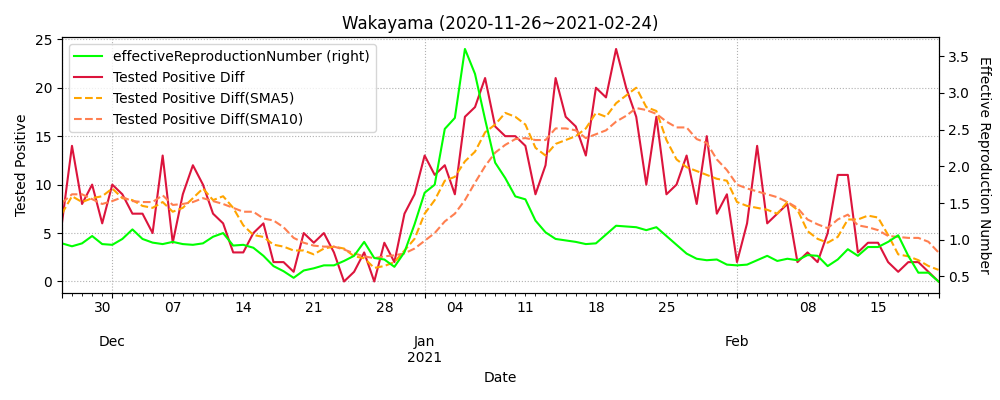 Wakayama (2020-11-26~2021-02-24)
effectiveReproductionNumber (right)
Tested Positive Diff
Tested Positive Diff(SMA5)
Tested Positive Diff(SMA10)
Tested Positive
25
20
15
10
5
0
Effective Reproduction Number
3.5
3.0
2.5
2.0
1.5
1.0
0.5
30 07 14 21 28 04 11 18 25 08 15
Dec Jan Feb
2021
Date